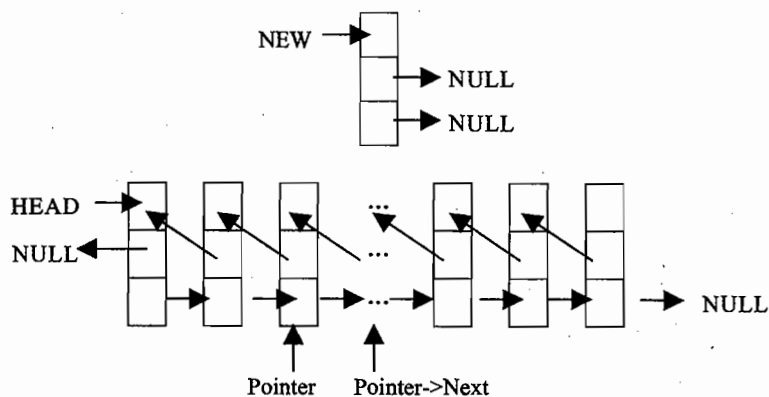 NEW
NULL
NULL
HEAD
...
NULL
...
...
NULL
Pointer Pointer->Next